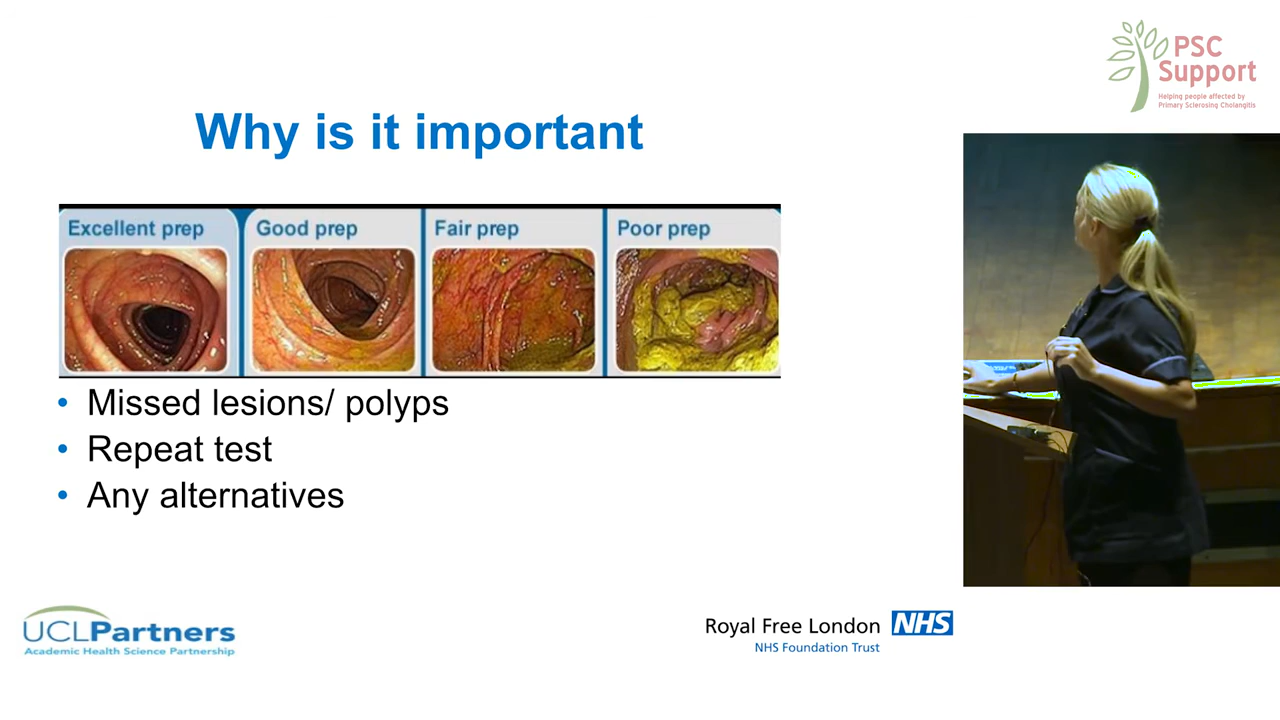 PSC
Support
Helping people affected by
Primary Sclerosing Cholangitis
Why is it important
Excellent prep
Good prep
Fair prep
Poor prep
• Missed lesions/ polyps
• Repeat test
• Any alternatives
UCLPartners
Academic Health Science Partnership
Royal Free London NHS
NHS Foundation Trust